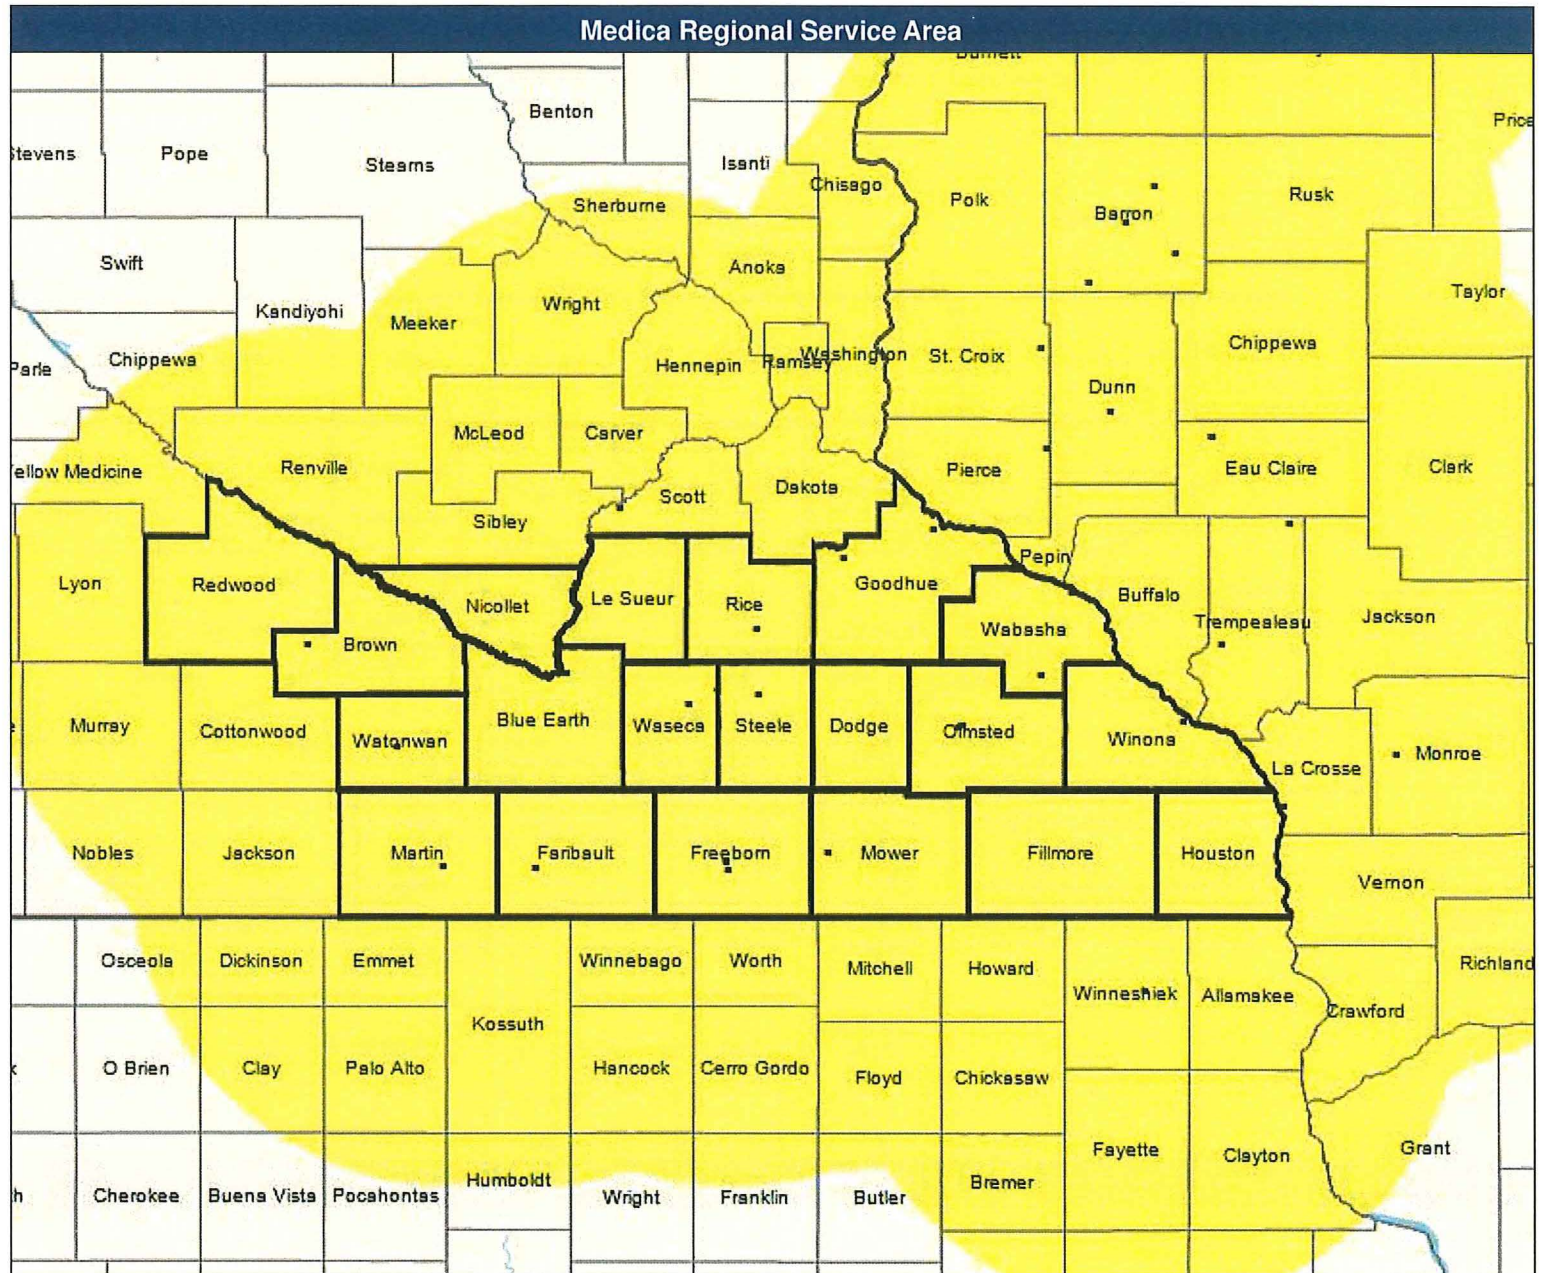 Medica Regional Service Area
Benton
Price
Stevens
Pope
Stearns
Isanti
Chisago
Polk
Barron
Rusk
Sherburne
Swift
Anoka
Taylor
Kandiyohi
Wright
Meeker
Chippewa
Parle
Chippewa
Hennepin
Ramsey
Washington
St. Croix
Dunn
McLeod
Carver
Renville
ellow Medicine
Pierce
Eau Claire
Clark
Scott
Dakota
Sibley
Lyon
Redwood
Nicollet
Le Sueur
Rice
Goodhue
Pepin
Buffalo
Trempealeau
Jackson
Brown
Wabasha
Murray
Cottonwood
Watonwan
Blue Earth
Waseca
Steele
Dodge
Olmsted
Winona
La Crosse
Monroe
Nobles
Jackson
Martin
Faribault
Freeborn
Mower
Fillmore
Houston
Vernon
Osceola
Dickinson
Emmet
Winnebago
Worth
Mitchell
Howard
Winneshiek
Allamakee
Crawford
Richland
Kossuth
O Brien
Clay
Palo Alto
Hancock
Cerro Gordo
Floyd
Chickasaw
Fayette
Clayton
Grant
Cherokee
Buena Vista
Pocahontas
Humboldt
Wright
Franklin
Butler
Bremer